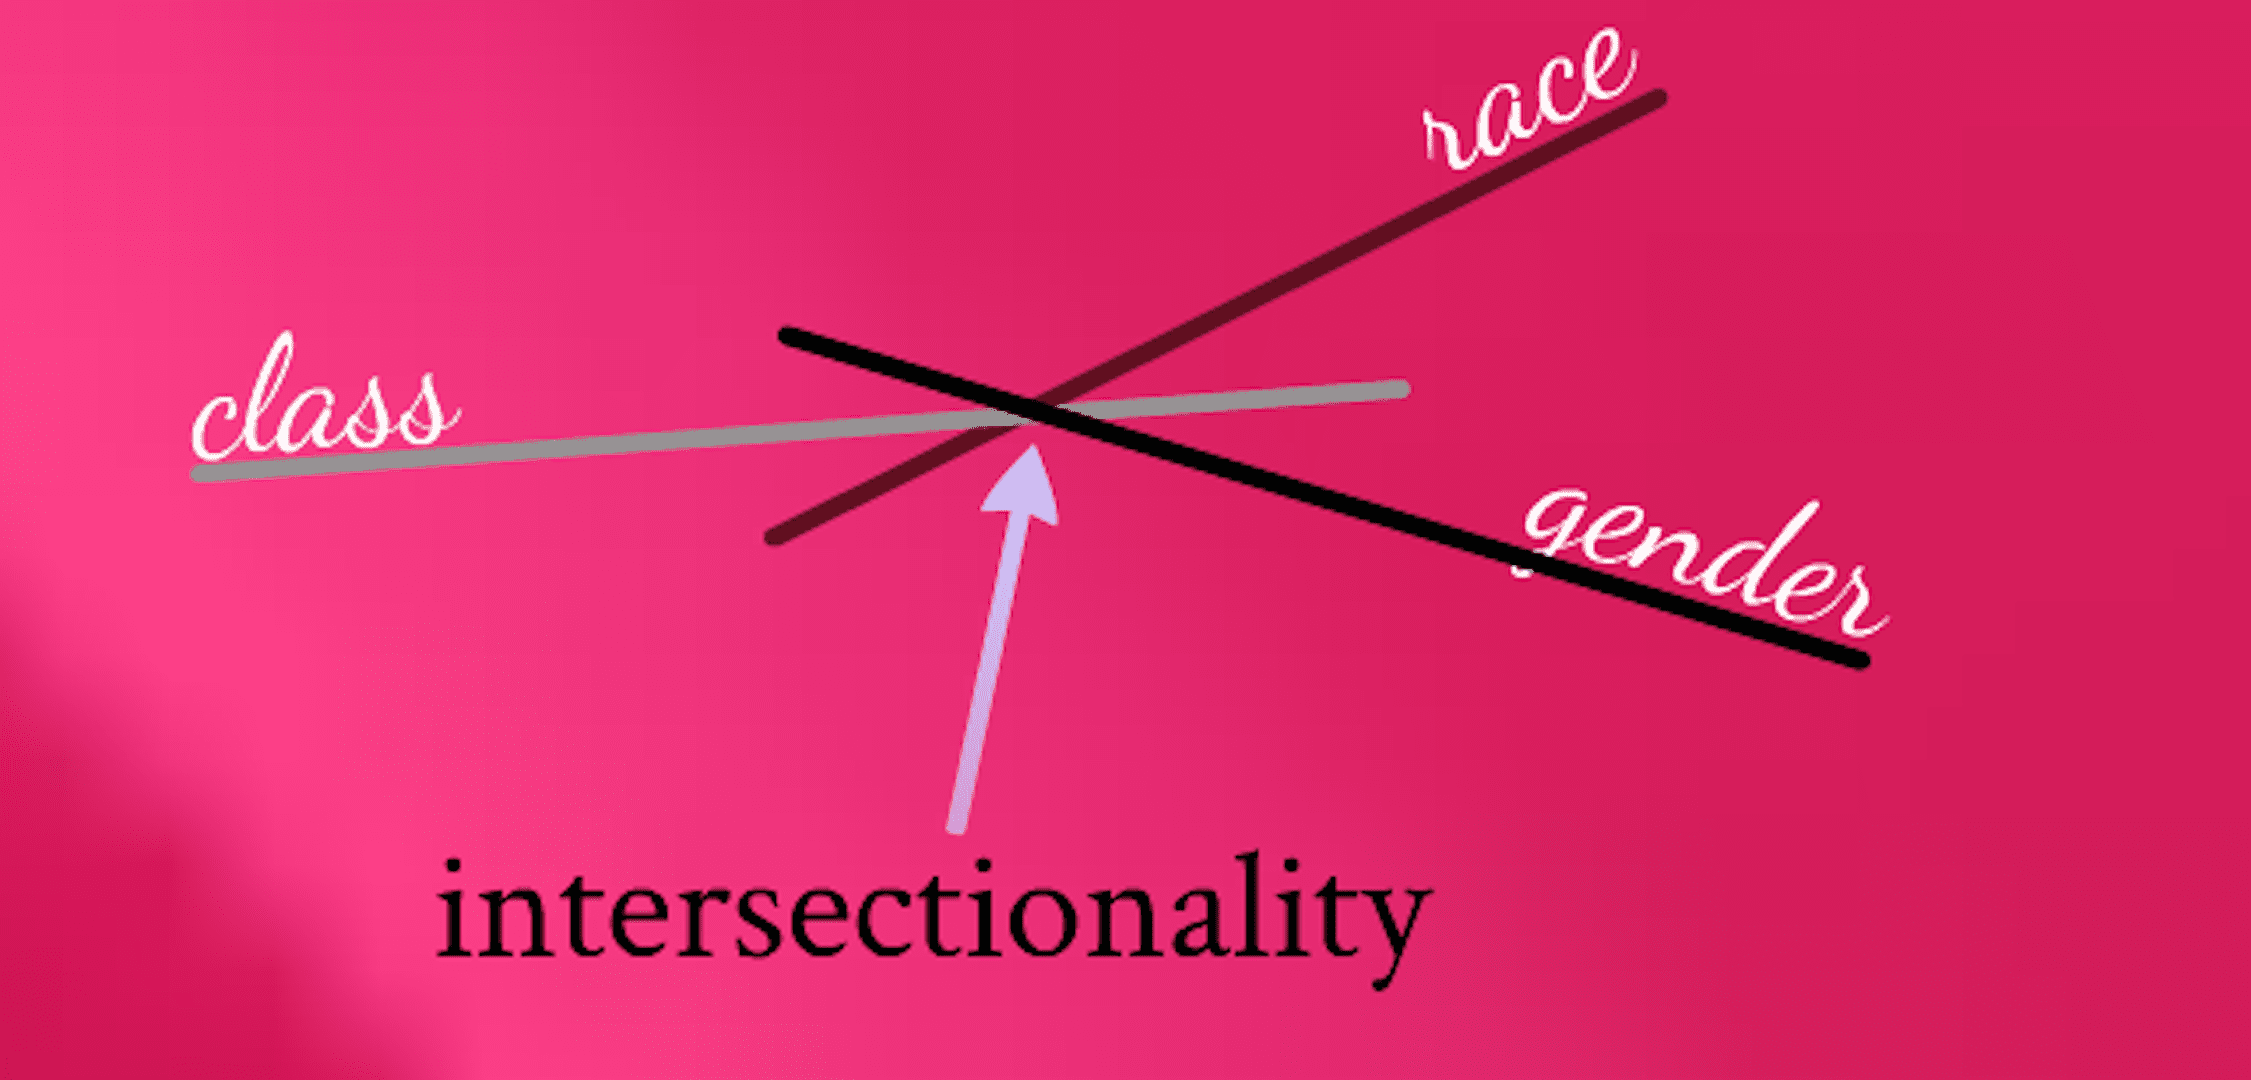 race
class
gender
intersectionality